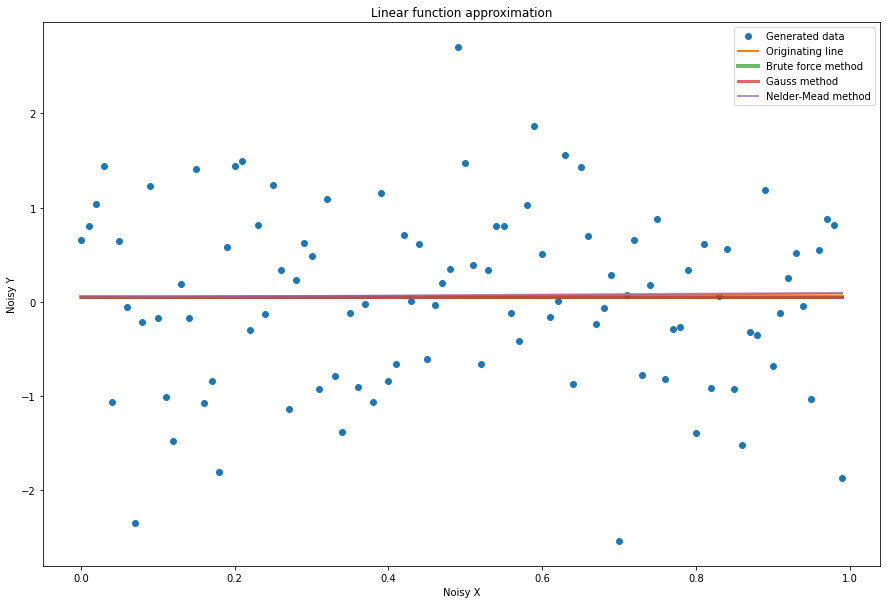 Linear function approximation
Generated data
Originating line
Brute force method
Gauss method
Nelder-Mead method
Noisy Y
2
1
0
−1
−2
0.0 0.2 0.4 0.6 0.8 1.0
Noisy X